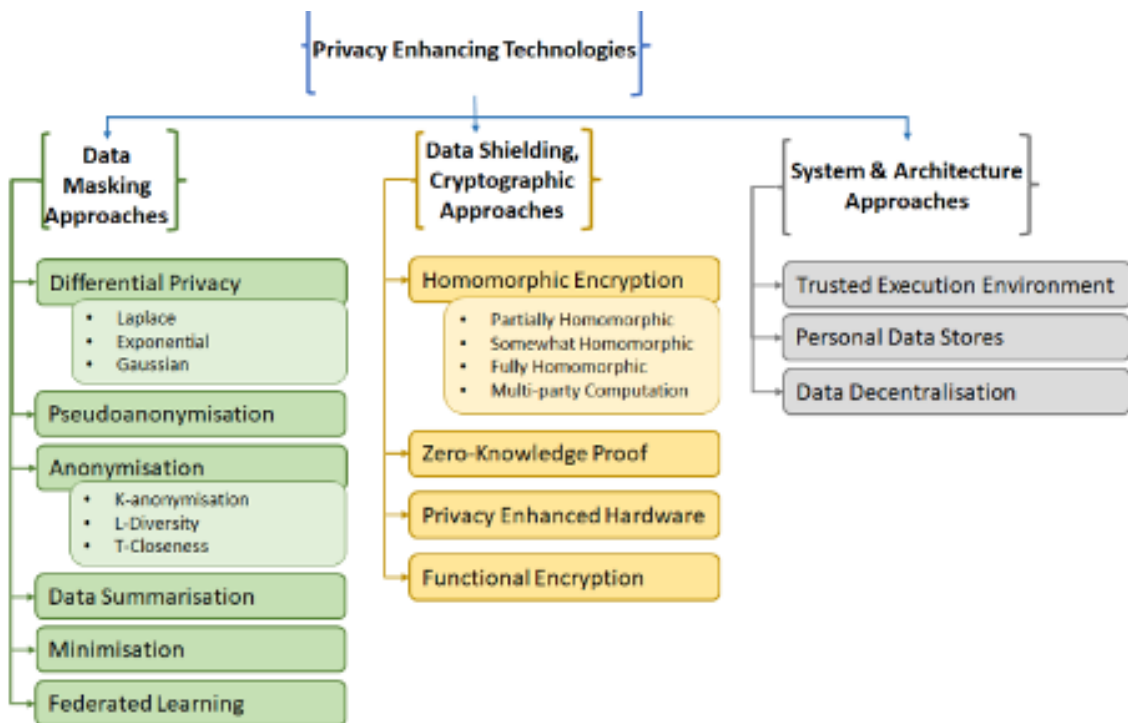 Privacy Enhancing Technologies
Data
Masking
Approaches
Differential Privacy
• Laplace
• Exponential
• Gaussian
Pseudoanonymisation
Anonymisation
• K-anonymisation
• L-Diversity
• T-Closeness
Data Summarisation
Minimisation
Federated Learning
Data Shielding,
Cryptographic
Approaches
Homomorphic Encryption
• Partially Homomorphic
• Somewhat Homomorphic
• Fully Homomorphic
• Multi-party Computation
Zero-Knowledge Proof
Privacy Enhanced Hardware
Functional Encryption
System & Architecture
Approaches
Trusted Execution Environment
Personal Data Stores
Data Decentralisation